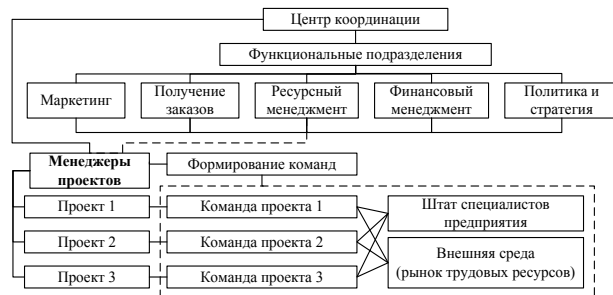 Центр координации
Функциональные подразделения
Маркетинг
Получение
заказов
Ресурсный
менеджмент
Финансовый
менеджмент
Политика и
стратегия
Менеджеры
проектов
Формирование команд
Проект 1
Команда проекта 1
Штат специалистов
предприятия
Проект 2
Команда проекта 2
Внешняя среда
(рынок трудовых ресурсов)
Проект 3
Команда проекта 3